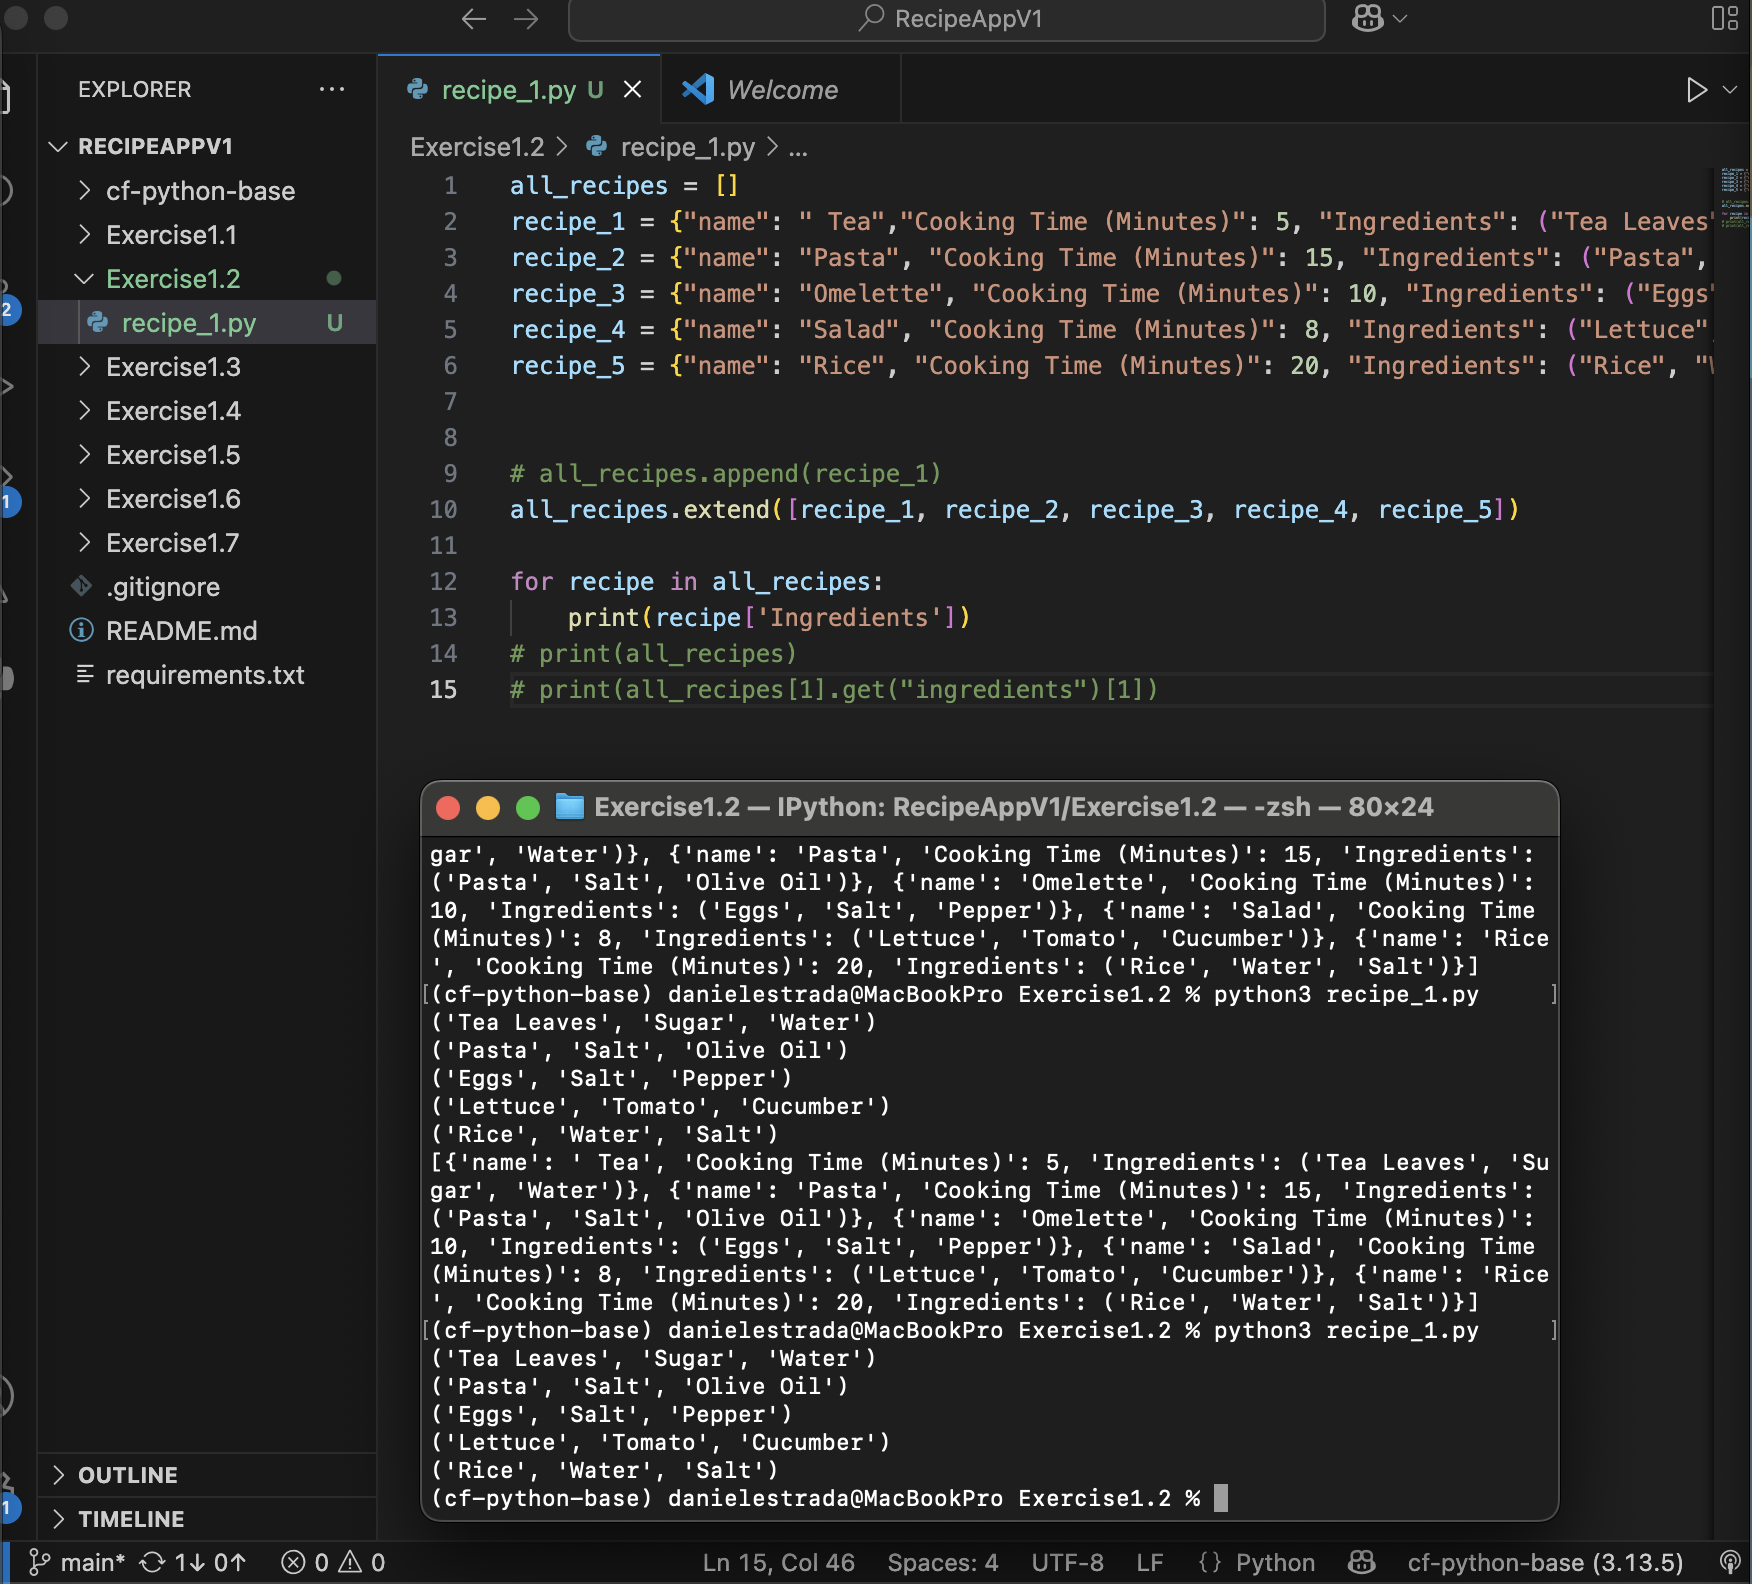 RecipeAppV1
EXPLORER
recipe_1.py U
Welcome
RECIPEAPPV1
Exercise1.2 > recipe_1.py > ...
cf-python-base
Exercise1.1
Exercise1.2
recipe_1.py U
Exercise1.3
Exercise1.4
Exercise1.5
Exercise1.6
Exercise1.7
.gitignore
README.md
requirements.txt
2
1
1
1 all_recipes = []
2 recipe_1 = {"name": " Tea","Cooking Time (Minutes)": 5, "Ingredients": ("Tea Leaves"
3 recipe_2 = {"name": "Pasta", "Cooking Time (Minutes)": 15, "Ingredients": ("Pasta",
4 recipe_3 = {"name": "Omelette", "Cooking Time (Minutes)": 10, "Ingredients": ("Eggs"
5 recipe_4 = {"name": "Salad", "Cooking Time (Minutes)": 8, "Ingredients": ("Lettuce",
6 recipe_5 = {"name": "Rice", "Cooking Time (Minutes)": 20, "Ingredients": ("Rice", "W
7
8
9 # all_recipes.append(recipe_1)
10 all_recipes.extend([recipe_1, recipe_2, recipe_3, recipe_4, recipe_5])
11
12 for recipe in all_recipes:
13     print(recipe['Ingredients'])
14 # print(all_recipes)
15 # print(all_recipes[1].get("ingredients")[1])
Exercise1.2 — IPython: RecipeAppV1/Exercise1.2 — -zsh — 80×24
gar', 'Water')}, {'name': 'Pasta', 'Cooking Time (Minutes)': 15, 'Ingredients':
('Pasta', 'Salt', 'Olive Oil')}, {'name': 'Omelette', 'Cooking Time (Minutes)':
10, 'Ingredients': ('Eggs', 'Salt', 'Pepper')}, {'name': 'Salad', 'Cooking Time
(Minutes)': 8, 'Ingredients': ('Lettuce', 'Tomato', 'Cucumber')}, {'name': 'Rice
', 'Cooking Time (Minutes)': 20, 'Ingredients': ('Rice', 'Water', 'Salt')}]
[(cf-python-base) danielestrada@MacBookPro Exercise1.2 % python3 recipe_1.py ]
('Tea Leaves', 'Sugar', 'Water')
('Pasta', 'Salt', 'Olive Oil')
('Eggs', 'Salt', 'Pepper')
('Lettuce', 'Tomato', 'Cucumber')
('Rice', 'Water', 'Salt')
[{'name': ' Tea', 'Cooking Time (Minutes)': 5, 'Ingredients': ('Tea Leaves', 'Su
gar', 'Water')}, {'name': 'Pasta', 'Cooking Time (Minutes)': 15, 'Ingredients':
('Pasta', 'Salt', 'Olive Oil')}, {'name': 'Omelette', 'Cooking Time (Minutes)':
10, 'Ingredients': ('Eggs', 'Salt', 'Pepper')}, {'name': 'Salad', 'Cooking Time
(Minutes)': 8, 'Ingredients': ('Lettuce', 'Tomato', 'Cucumber')}, {'name': 'Rice
', 'Cooking Time (Minutes)': 20, 'Ingredients': ('Rice', 'Water', 'Salt')}]
[(cf-python-base) danielestrada@MacBookPro Exercise1.2 % python3 recipe_1.py ]
('Tea Leaves', 'Sugar', 'Water')
('Pasta', 'Salt', 'Olive Oil')
('Eggs', 'Salt', 'Pepper')
('Lettuce', 'Tomato', 'Cucumber')
('Rice', 'Water', 'Salt')
(cf-python-base) danielestrada@MacBookPro Exercise1.2 %
OUTLINE
TIMELINE
main* 1↓ 0↑ 0 0 Ln 15, Col 46 Spaces: 4 UTF-8 LF {} Python cf-python-base (3.13.5)